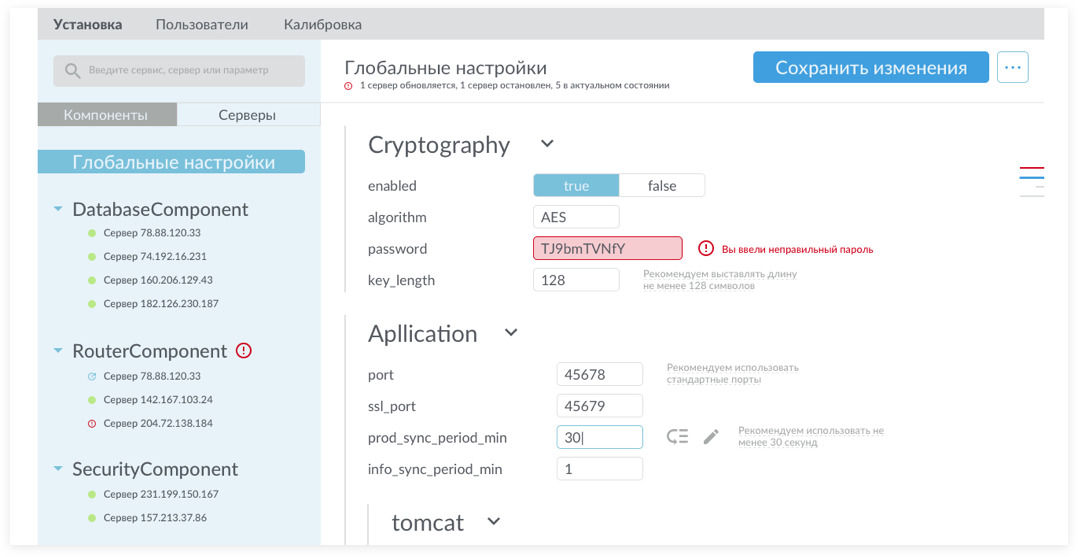 Установка Пользователи Калибровка
Введите сервис, сервер или параметр
Компоненты Серверы
Глобальные настройки
DatabaseComponent
Сервер 78.88.120.33
Сервер 74.192.16.231
Сервер 160.206.129.43
Сервер 182.126.230.187
RouterComponent
Сервер 78.88.120.33
Сервер 142.167.103.24
Сервер 204.72.138.184
SecurityComponent
Сервер 231.199.150.167
Сервер 157.213.37.86
Глобальные настройки
1 сервер обновляется, 1 сервер остановлен, 5 в актуальном состоянии
Сохранить изменения
Cryptography
enabled true false
algorithm AES
password TJ9bmTVNfY Вы ввели неправильный пароль
key_length 128 Рекомендуем выставлять длину
не менее 128 символов
Apllication
port 45678 Рекомендуем использовать
стандартные порты
ssl_port 45679
prod_sync_period_min 30 Рекомендуем использовать не
менее 30 секунд
info_sync_period_min 1
tomcat